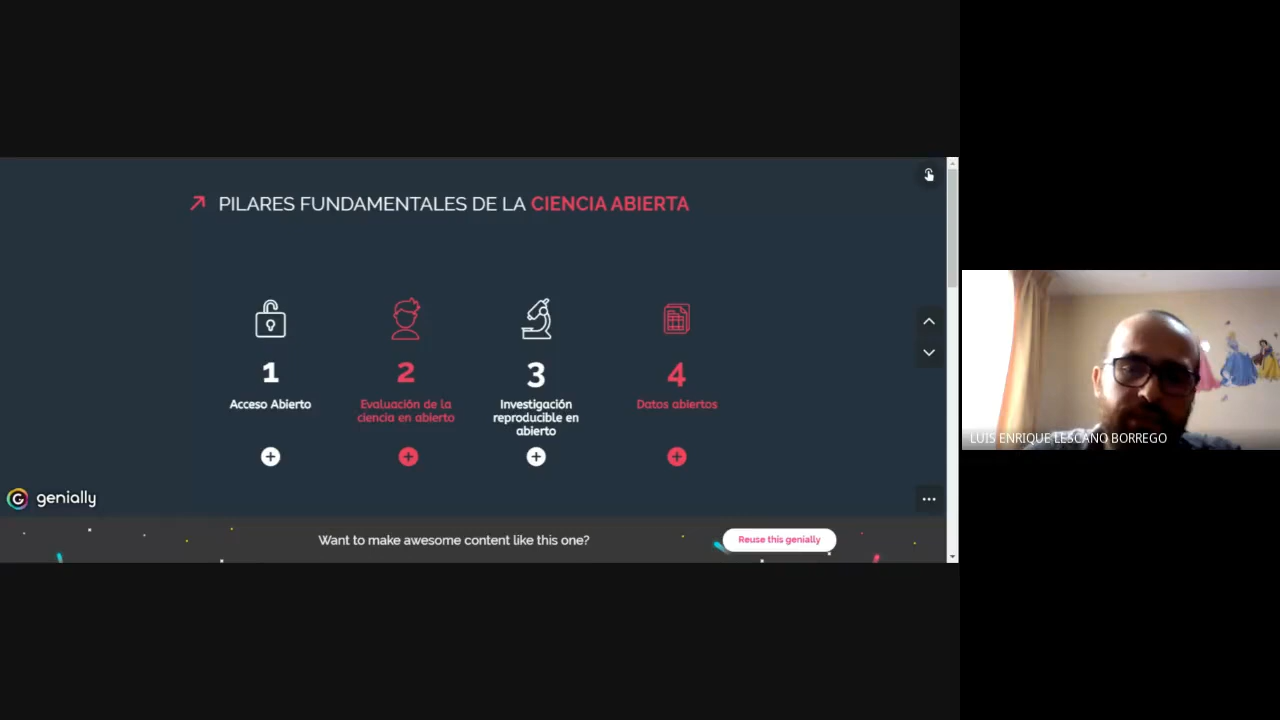 PILARES FUNDAMENTALES DE LA CIENCIA ABIERTA
1
Acceso Abierto
2
Evaluación de la
ciencia en abierto
3
Investigación
reproducible en
abierto
4
Datos abiertos
genially
Want to make awesome content like this one?
Reuse this genially
LUIS ENRIQUE LESCANO BORREGO